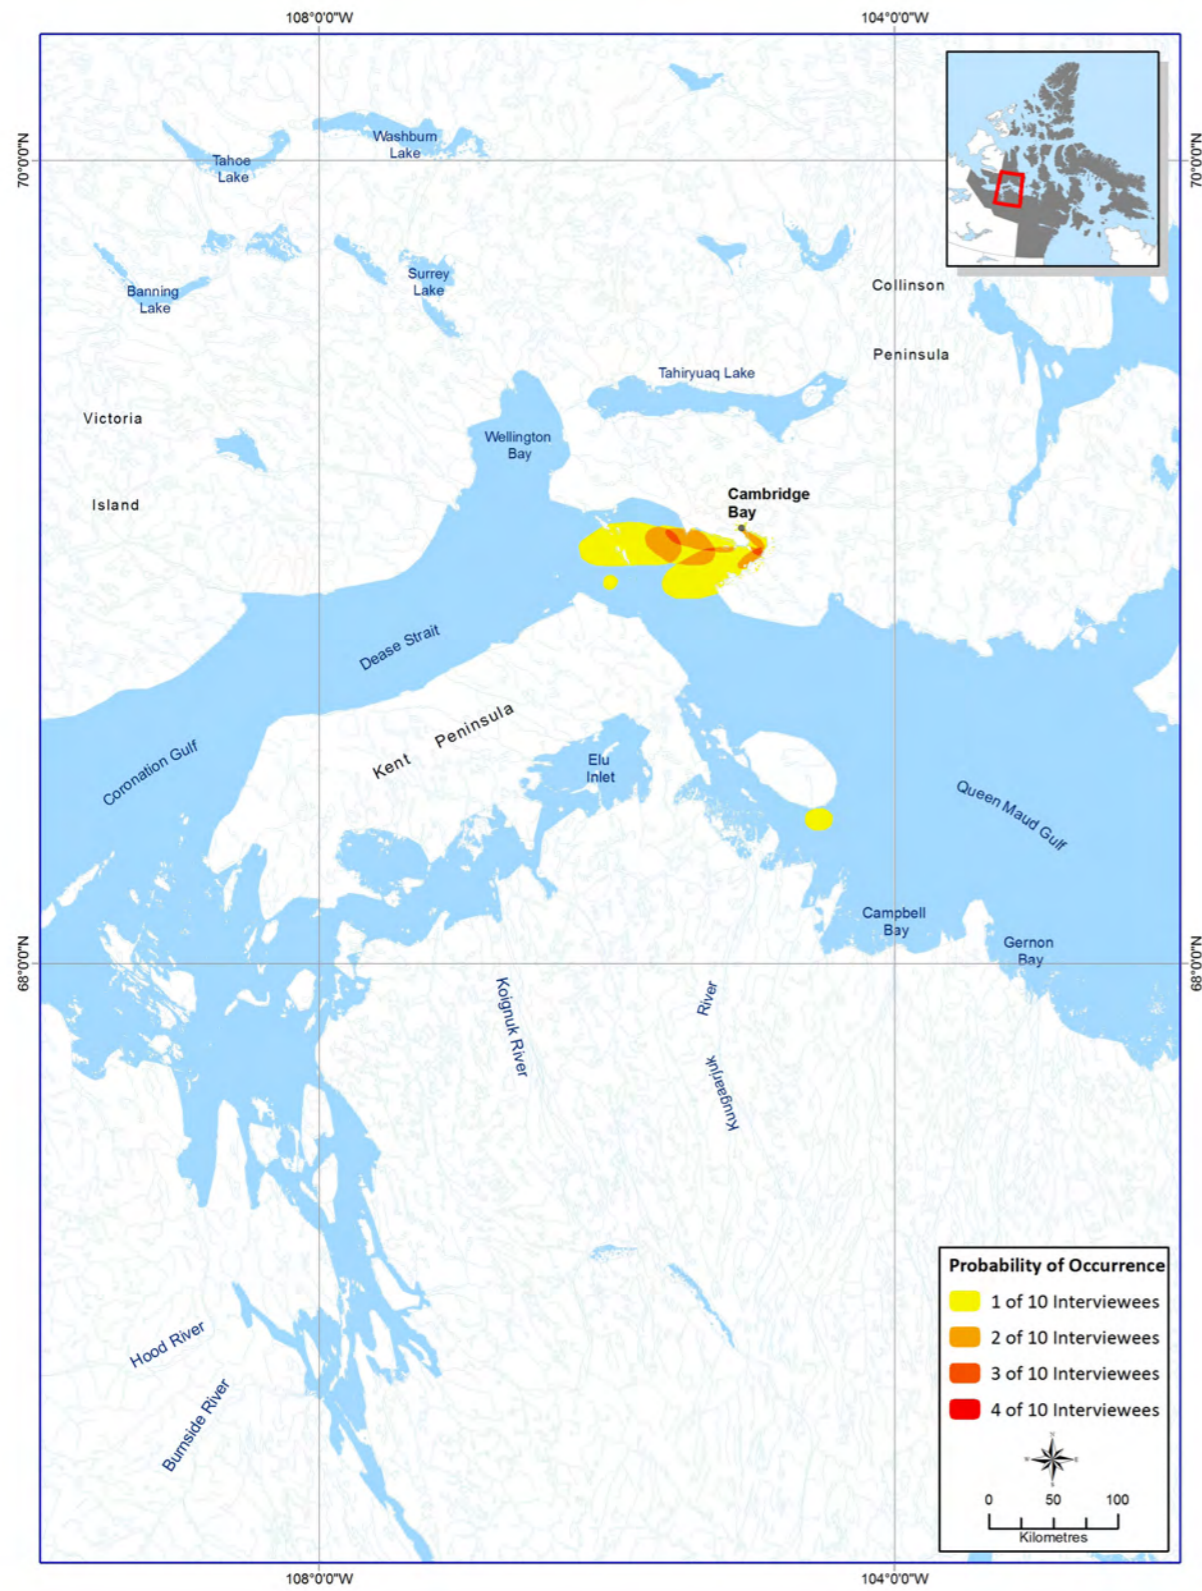 108°0'0"W
104°0'0"W
70°0'0"N
70°0'0"N
Washburn
Lake
Tahoe
Lake
Banning
Lake
Surrey
Lake
Collinson
Peninsula
Tahiryuaq Lake
Victoria
Island
Wellington
Bay
Cambridge
Bay
Dease Strait
Kent Peninsula
Coronation Gulf
Elu
Inlet
Queen Maud Gulf
Campbell
Bay
Gernon
Bay
68°0'0"N
68°0'0"N
Koignuk River
River
Kuugaarjuk
Hood River
Burnside River
Probability of Occurrence
1 of 10 Interviewees
2 of 10 Interviewees
3 of 10 Interviewees
4 of 10 Interviewees
N
W
E
S
0 50 100
Kilometres
108°0'0"W
104°0'0"W